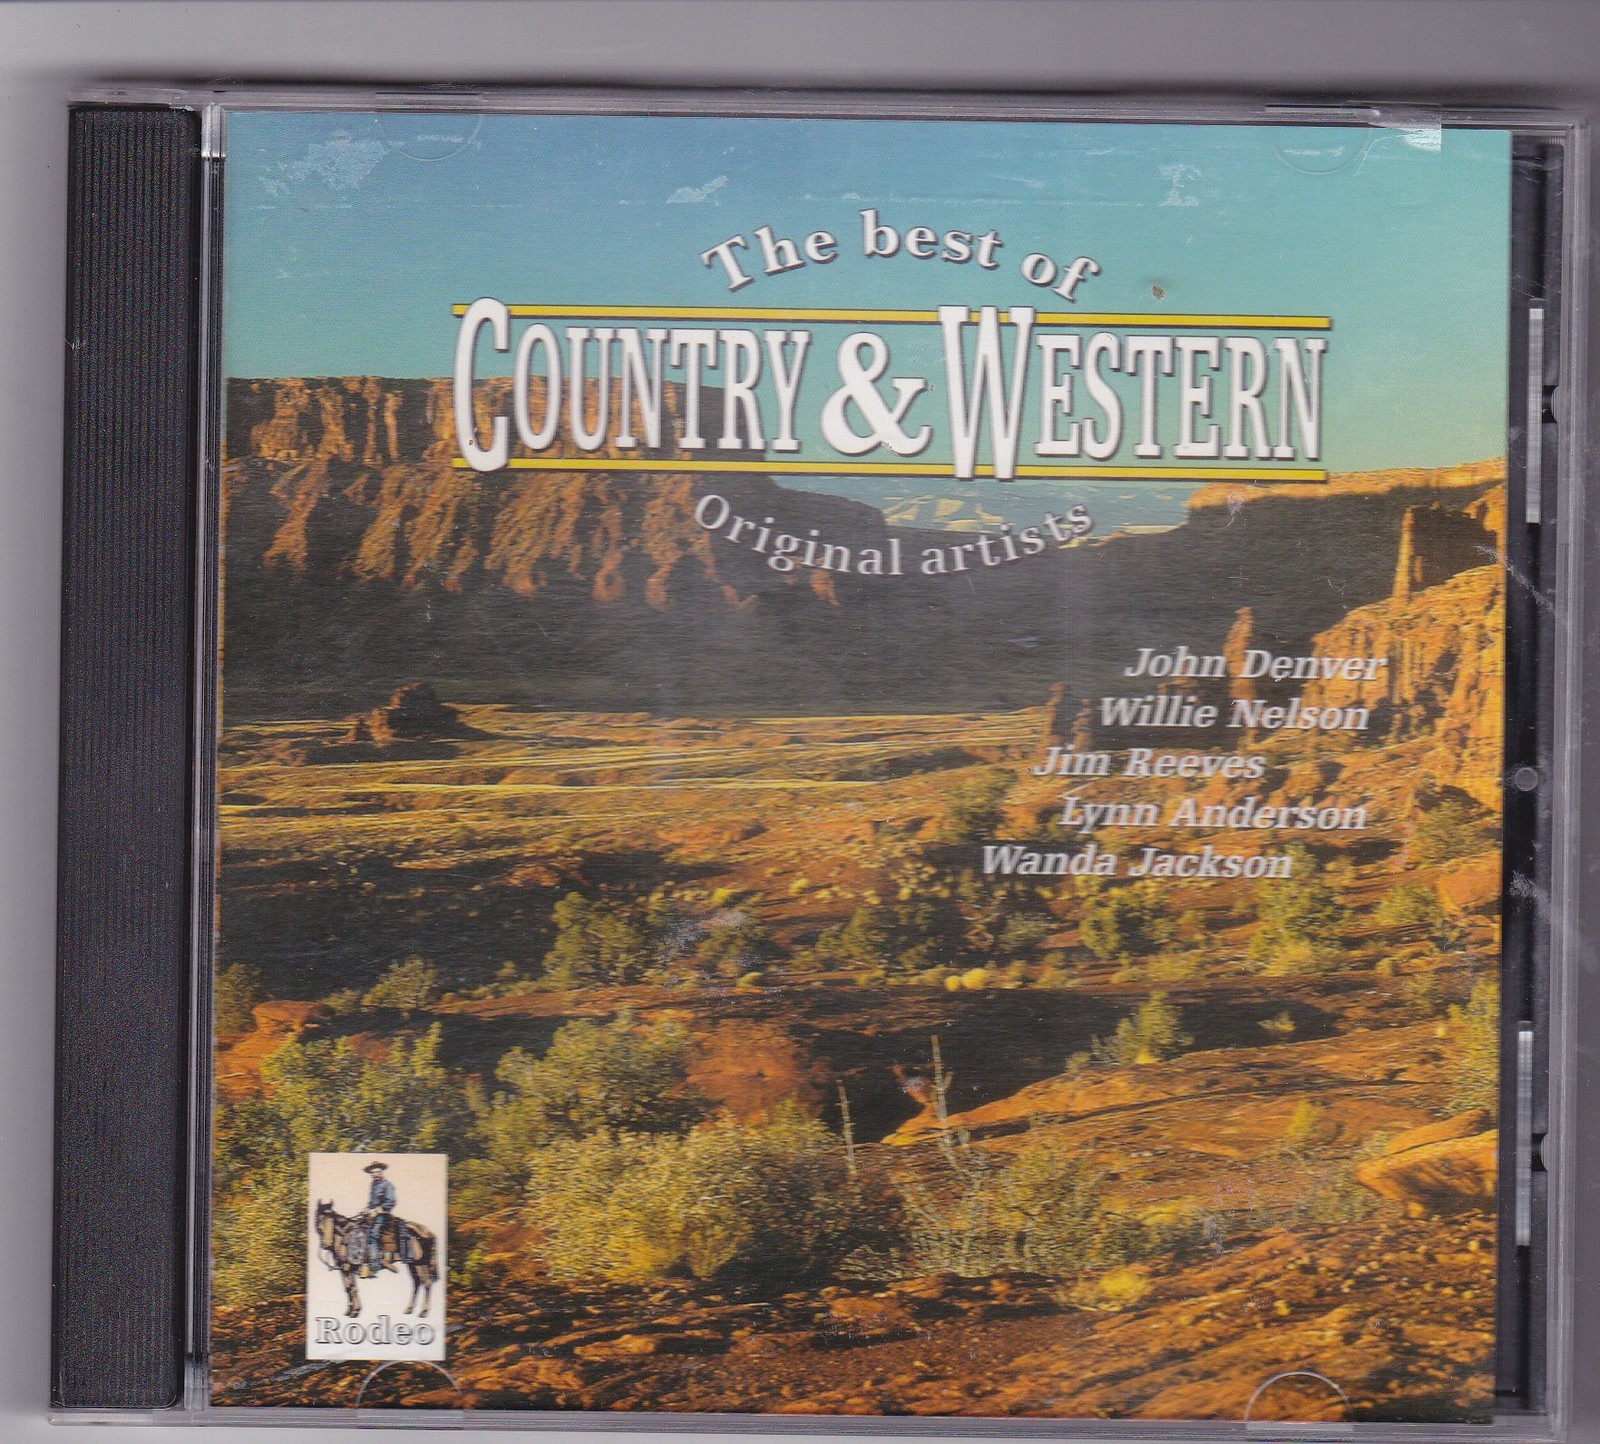 The best of
COUNTRY & WESTERN
Original artists
John Denver
Willie Nelson
Jim Reeves
Lynn Anderson
Wanda Jackson
Rodeo